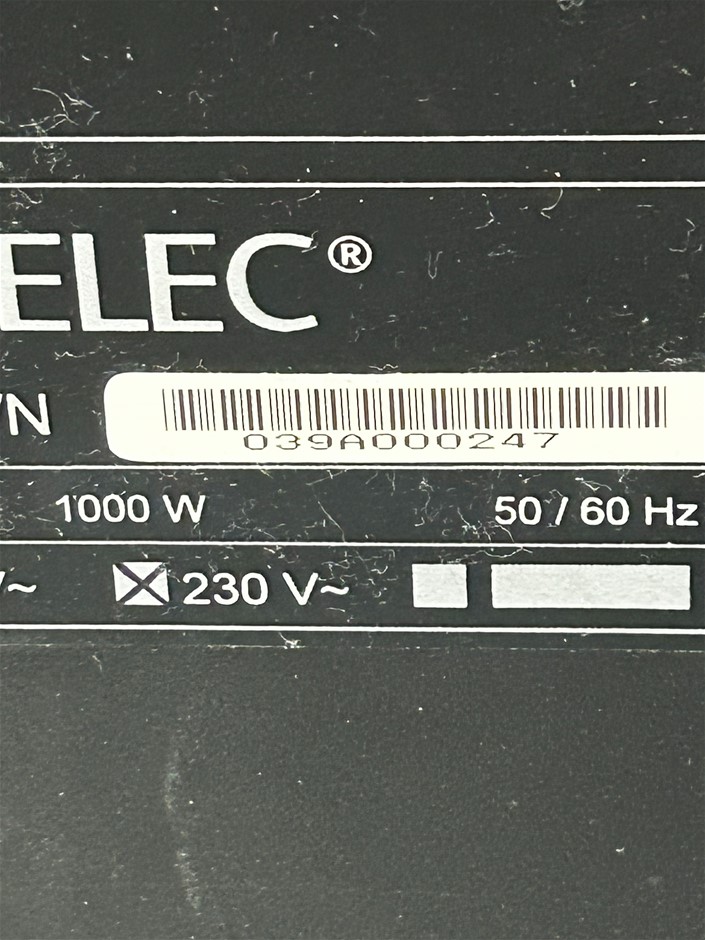 ELEC®
/N
039A000247
1000 W 50 / 60 Hz
V~ 230 V~